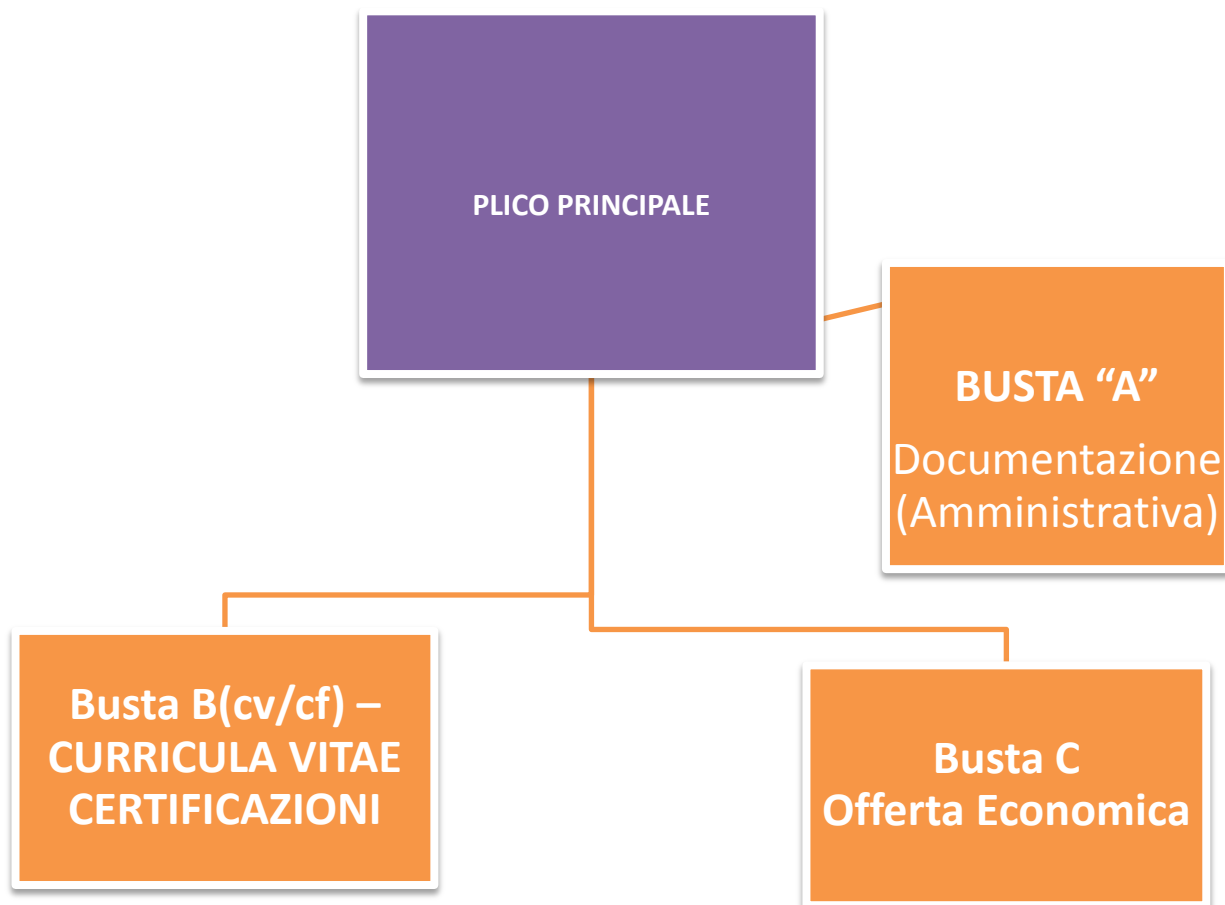 PLICO PRINCIPALE
BUSTA “A”
Documentazione
(Amministrativa)
Busta B(cv/cf) –
CURRICULA VITAE
CERTIFICAZIONI
Busta C
Offerta Economica